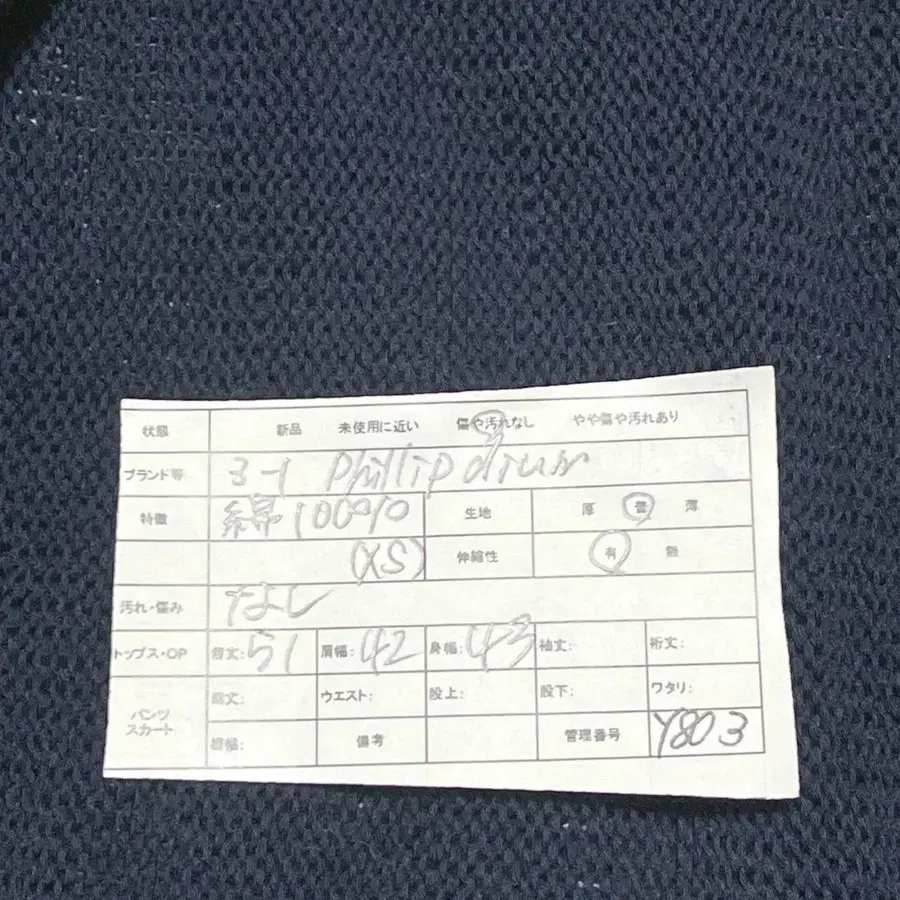 状態 新品 未使用に近い 傷や汚れなし やや傷や汚れあり
ブランド等 3-1 phillip
特徴 綿100% 生地 厚 普 薄
(XS) 伸縮性 有 無
汚れ・傷み なし
トップス・OP 着丈:51 肩幅:42 身幅:43 袖丈: 裄丈:
パンツ スカート 総丈: ウエスト: 股上: 股下: ワタリ:
裾幅: 備考 管理番号 Y803